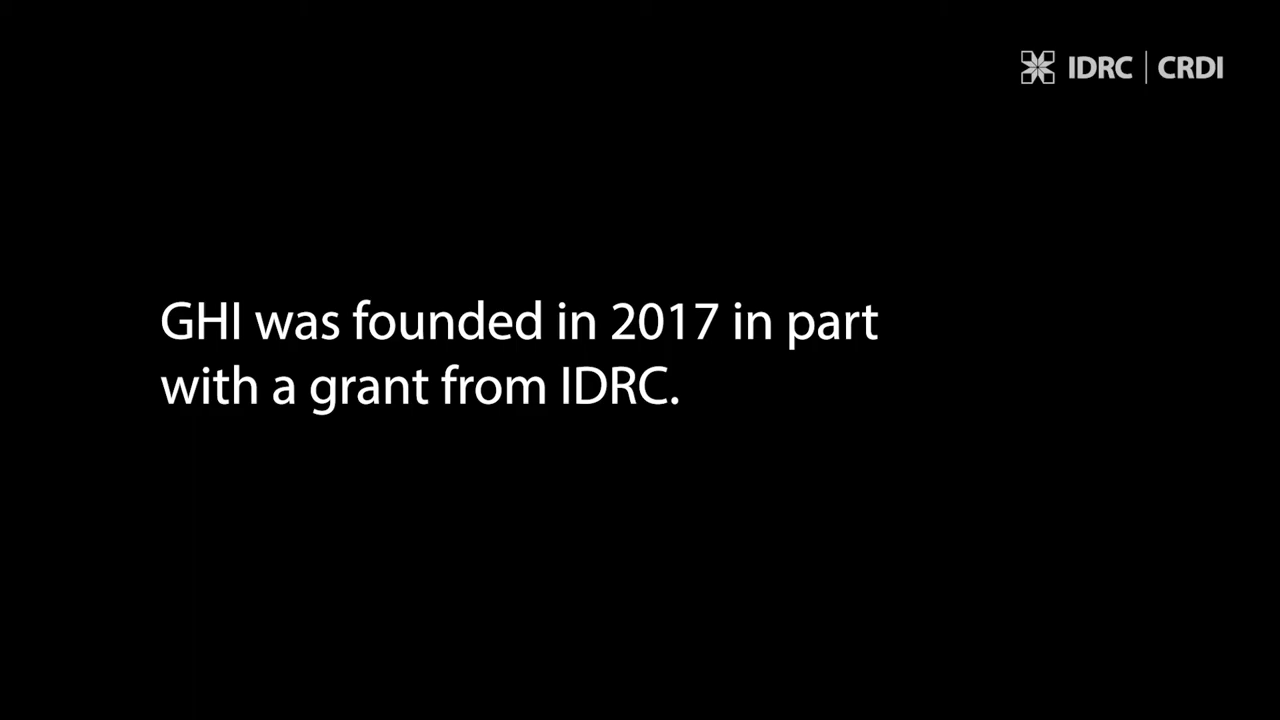 IDRC | CRDI
GHI was founded in 2017 in part
with a grant from IDRC.